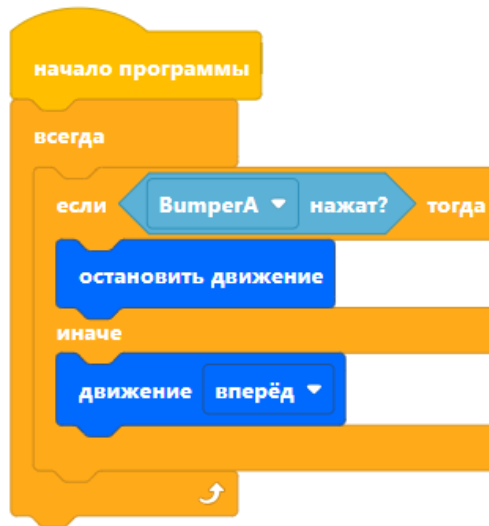 начало программы
всегда
если BumperA нажат? тогда
остановить движение
иначе
движение вперёд